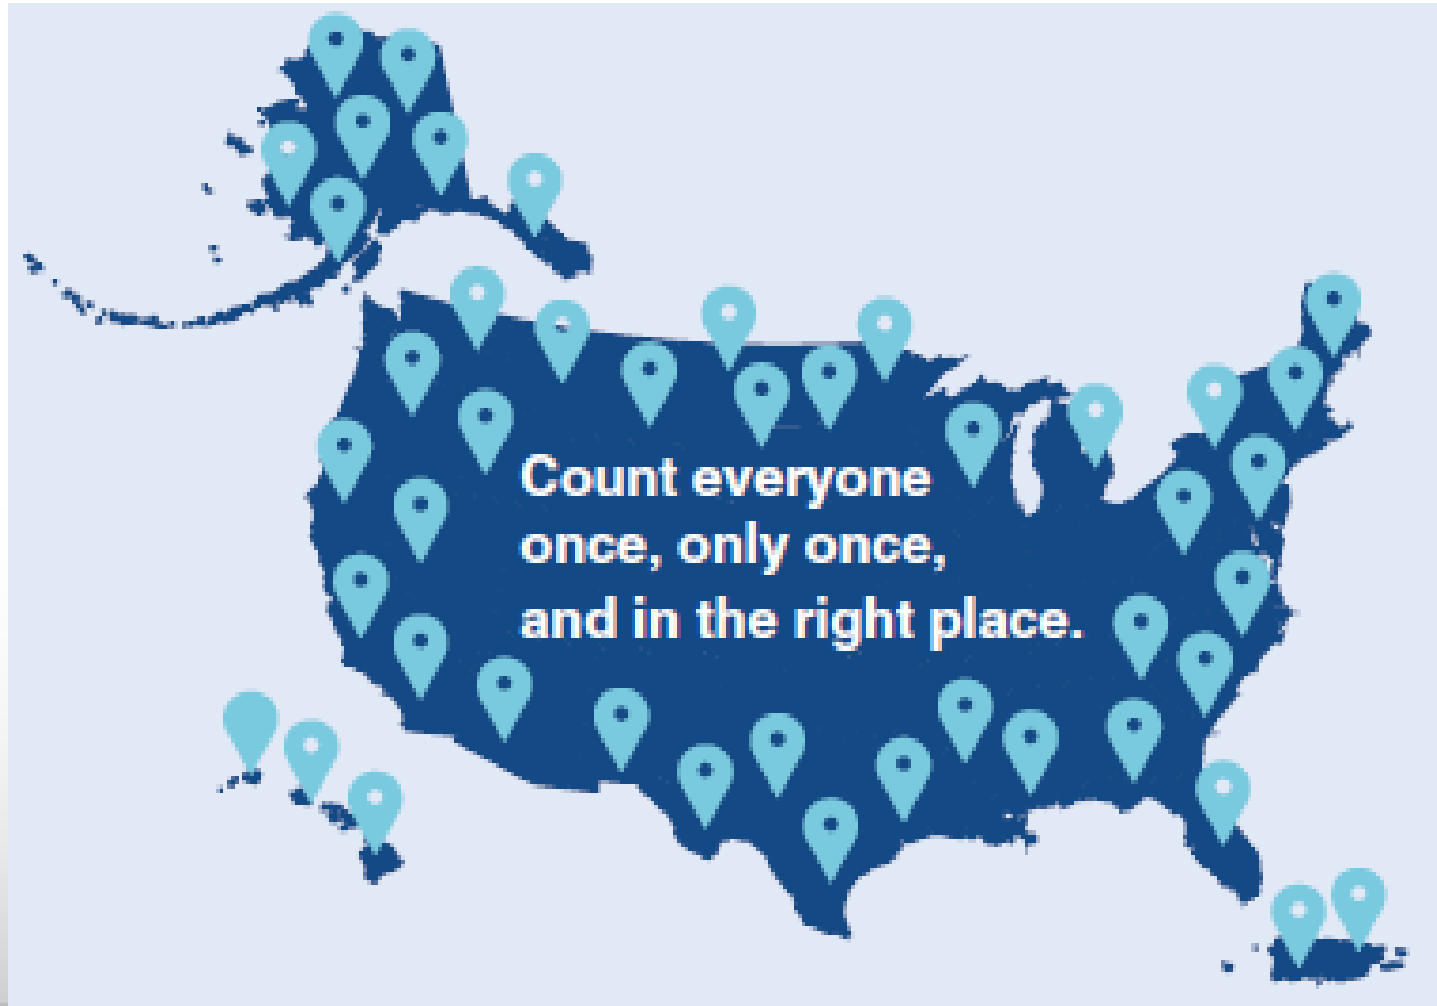 Count everyone
once, only once,
and in the right place.